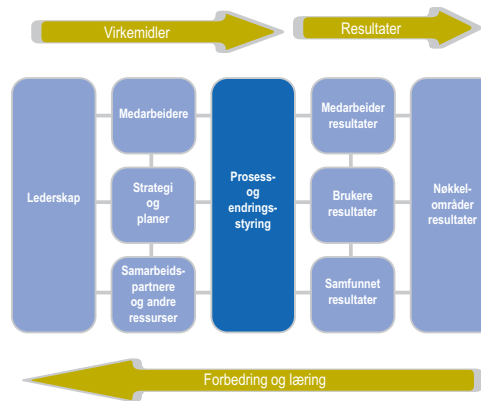 Virkemidler
Resultater
Lederskap
Medarbeidere
Strategi
og
planer
Samarbeids-
partnere
og andre
ressurser
Prosess-
og
endrings-
styring
Medarbeider
resultater
Brukere
resultater
Samfunnet
resultater
Nøkkel-
områder
resultater
Forbedring og læring